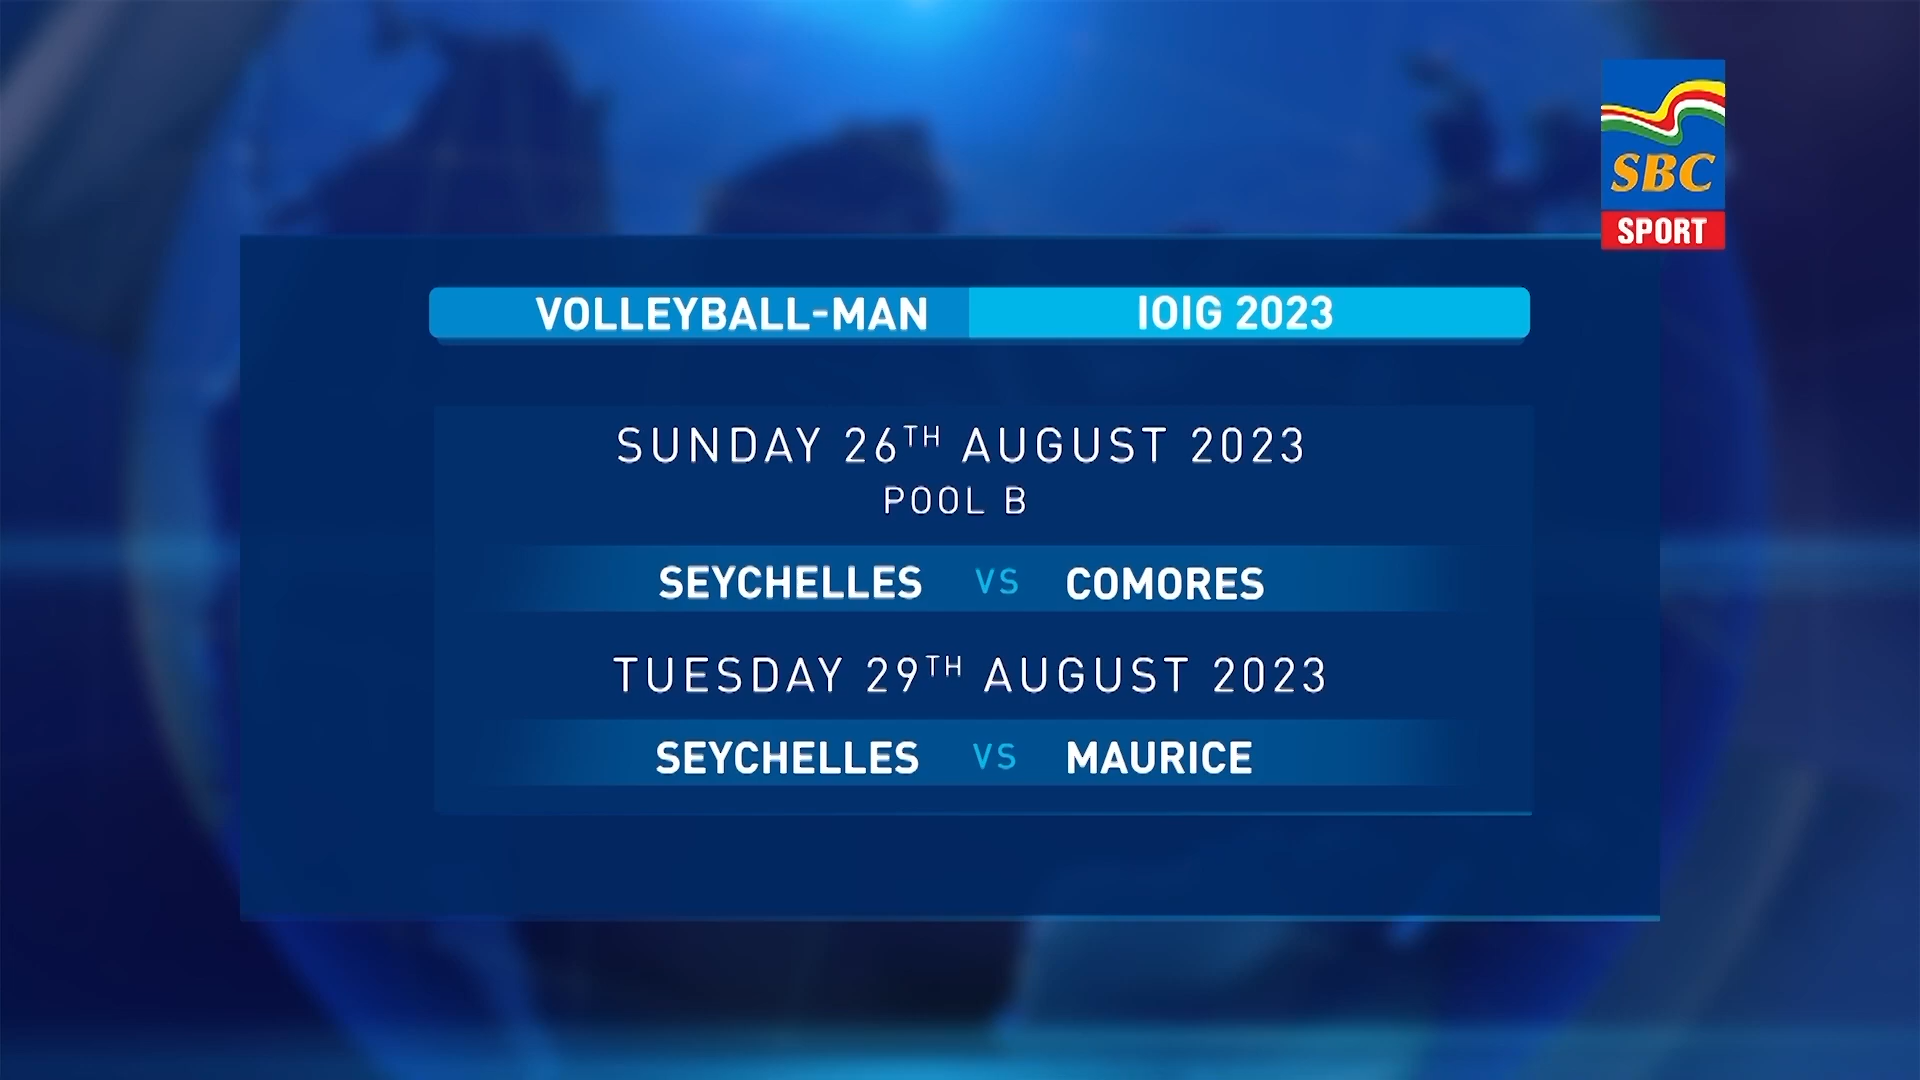 SBC
SPORT
VOLLEYBALL-MAN IOIG 2023
SUNDAY 26TH AUGUST 2023
POOL B
SEYCHELLES VS COMORES
TUESDAY 29TH AUGUST 2023
SEYCHELLES VS MAURICE